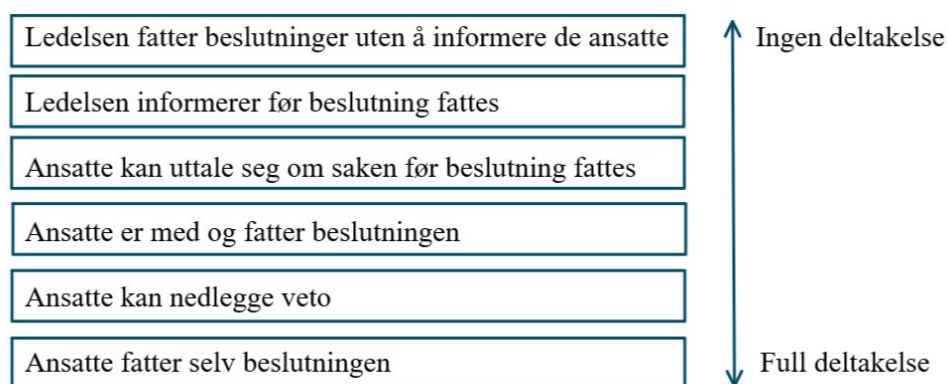 Ledelsen fatter beslutninger uten å informere de ansatte
Ingen deltakelse
Ledelsen informerer før beslutning fattes
Ansatte kan uttale seg om saken før beslutning fattes
Ansatte er med og fatter beslutningen
Ansatte kan nedlegge veto
Ansatte fatter selv beslutningen
Full deltakelse